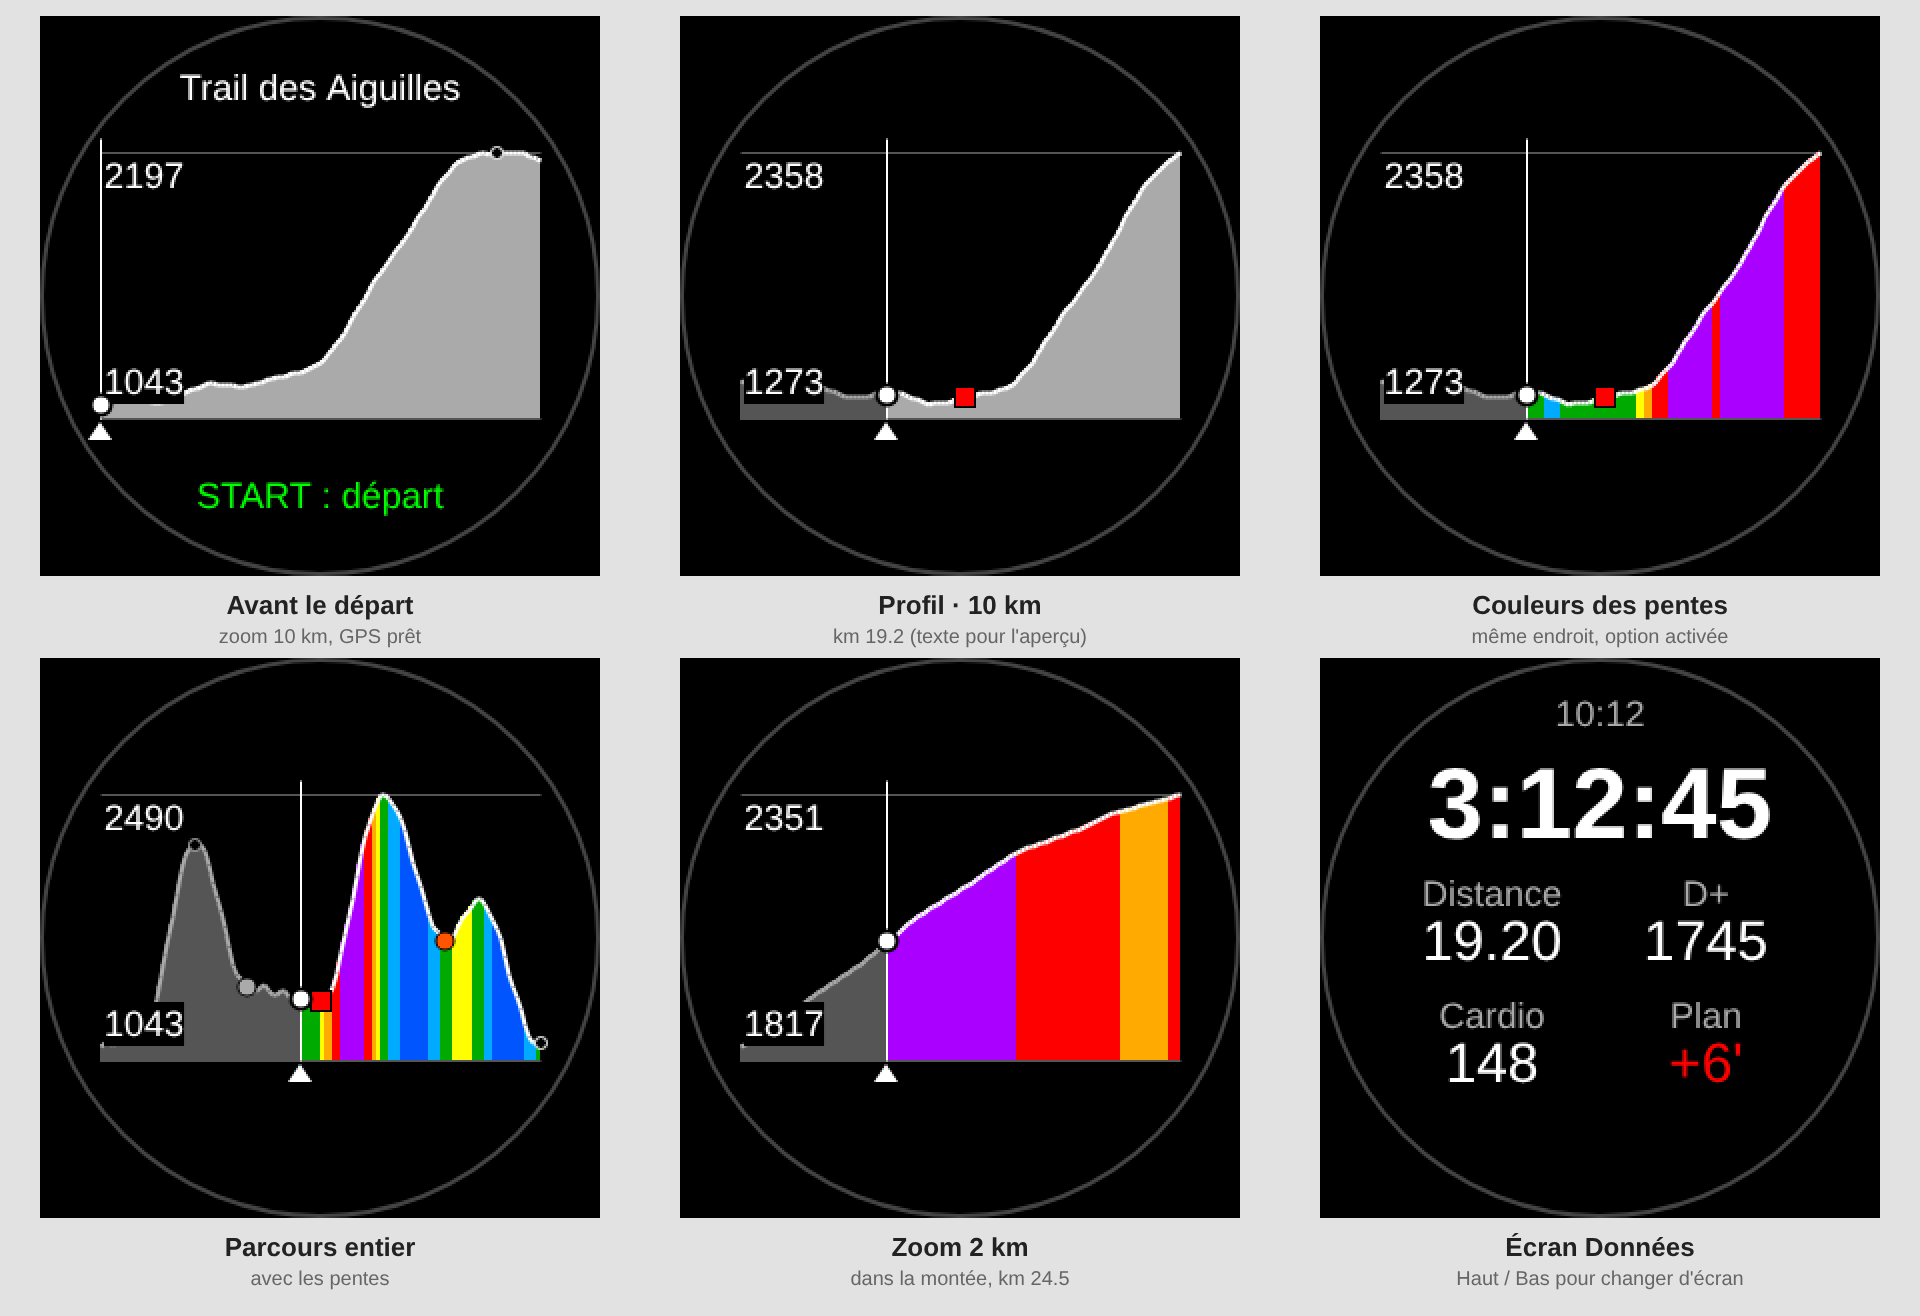 Trail des Aiguilles
2197
1043
START : départ
Avant le départ
zoom 10 km, GPS prêt
2358
1273
Profil · 10 km
km 19.2 (texte pour l'aperçu)
2358
1273
Couleurs des pentes
même endroit, option activée
2490
1043
Parcours entier
avec les pentes
2351
1817
Zoom 2 km
dans la montée, km 24.5
10:12
3:12:45
Distance D+
19.20 1745
Cardio Plan
148 +6'
Écran Données
Haut / Bas pour changer d'écran